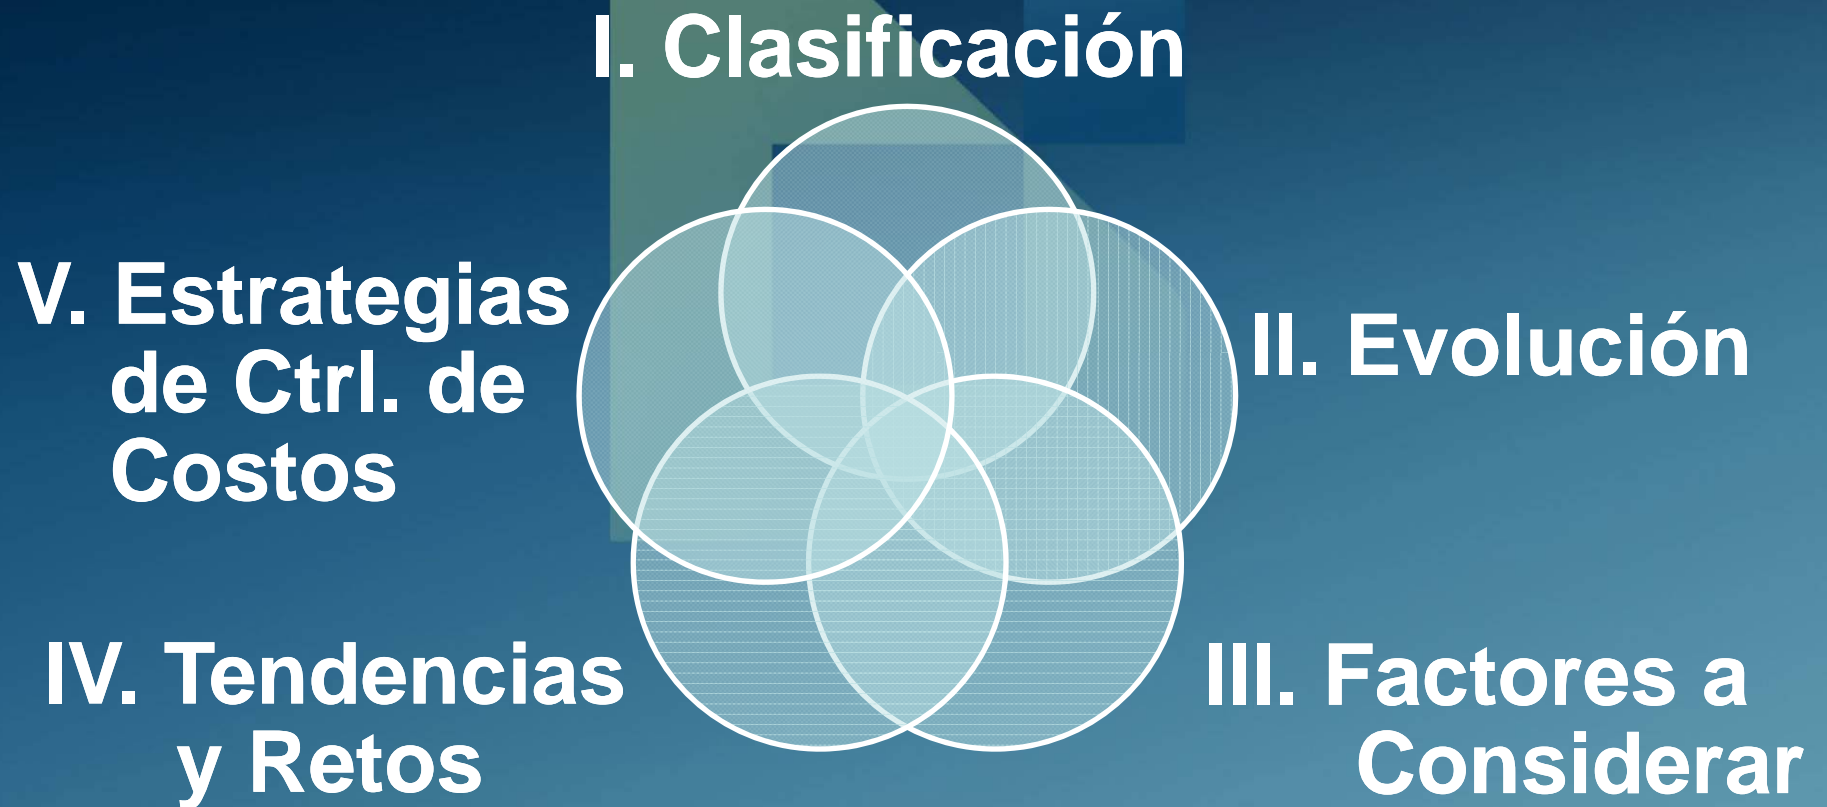 I. Clasificación
II. Evolución
III. Factores a
Considerar
IV. Tendencias
y Retos
V. Estrategias
de Ctrl. de
Costos